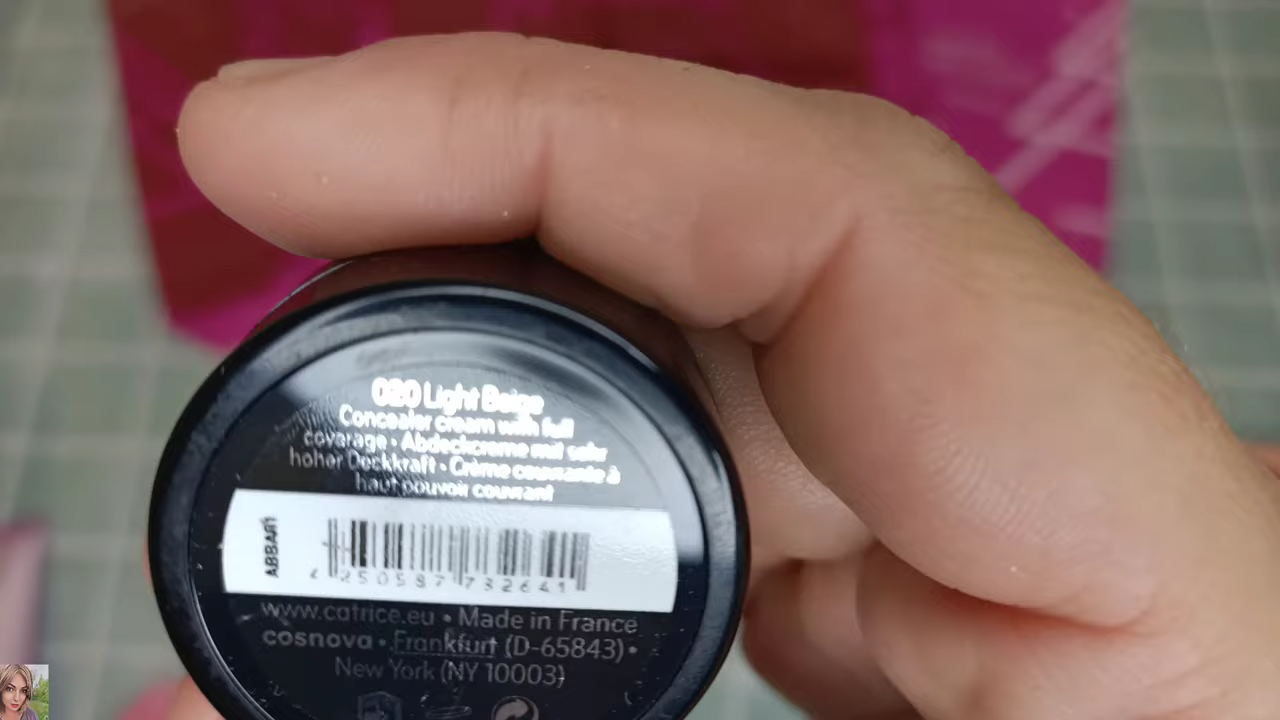 020 Light Beige
Concealer cream with full
coverage • Abdeckcreme mit sehr
hoher Deckkraft • Crème couvrante à
haut pouvoir couvrant
4 250587 732641
www.catrice.eu • Made in France
cosnova • Frankfurt (D-65843) •
New York (NY 10003)